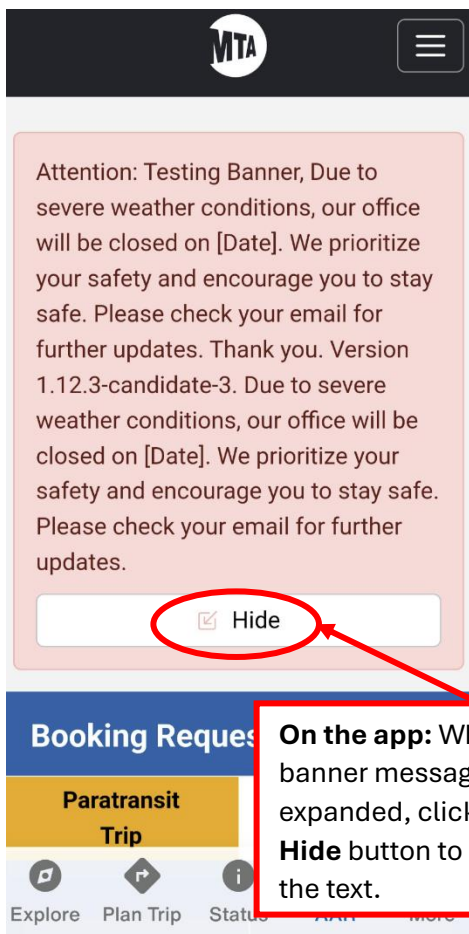 MTA
Attention: Testing Banner, Due to
severe weather conditions, our office
will be closed on [Date]. We prioritize
your safety and encourage you to stay
safe. Please check your email for
further updates. Thank you. Version
1.12.3-candidate-3. Due to severe
weather conditions, our office will be
closed on [Date]. We prioritize your
safety and encourage you to stay safe.
Please check your email for further
updates.
Hide
Booking Reques
On the app: Wh
banner messag
expanded, click
Hide button to
the text.
Paratransit
Trip
Explore Plan Trip Status More